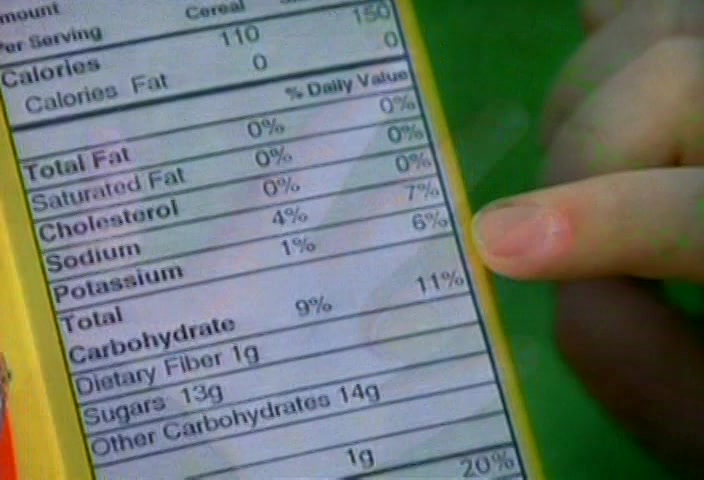 mount Cereal
Per Serving
Calories 110 150
Calories Fat 0 0
% Daily Value
Total Fat 0% 0%
Saturated Fat 0% 0%
Cholesterol 0% 0%
Sodium 4% 7%
Potassium 1% 6%
Total
Carbohydrate 9% 11%
Dietary Fiber 1g
Sugars 13g
Other Carbohydrates 14g
1g
20%